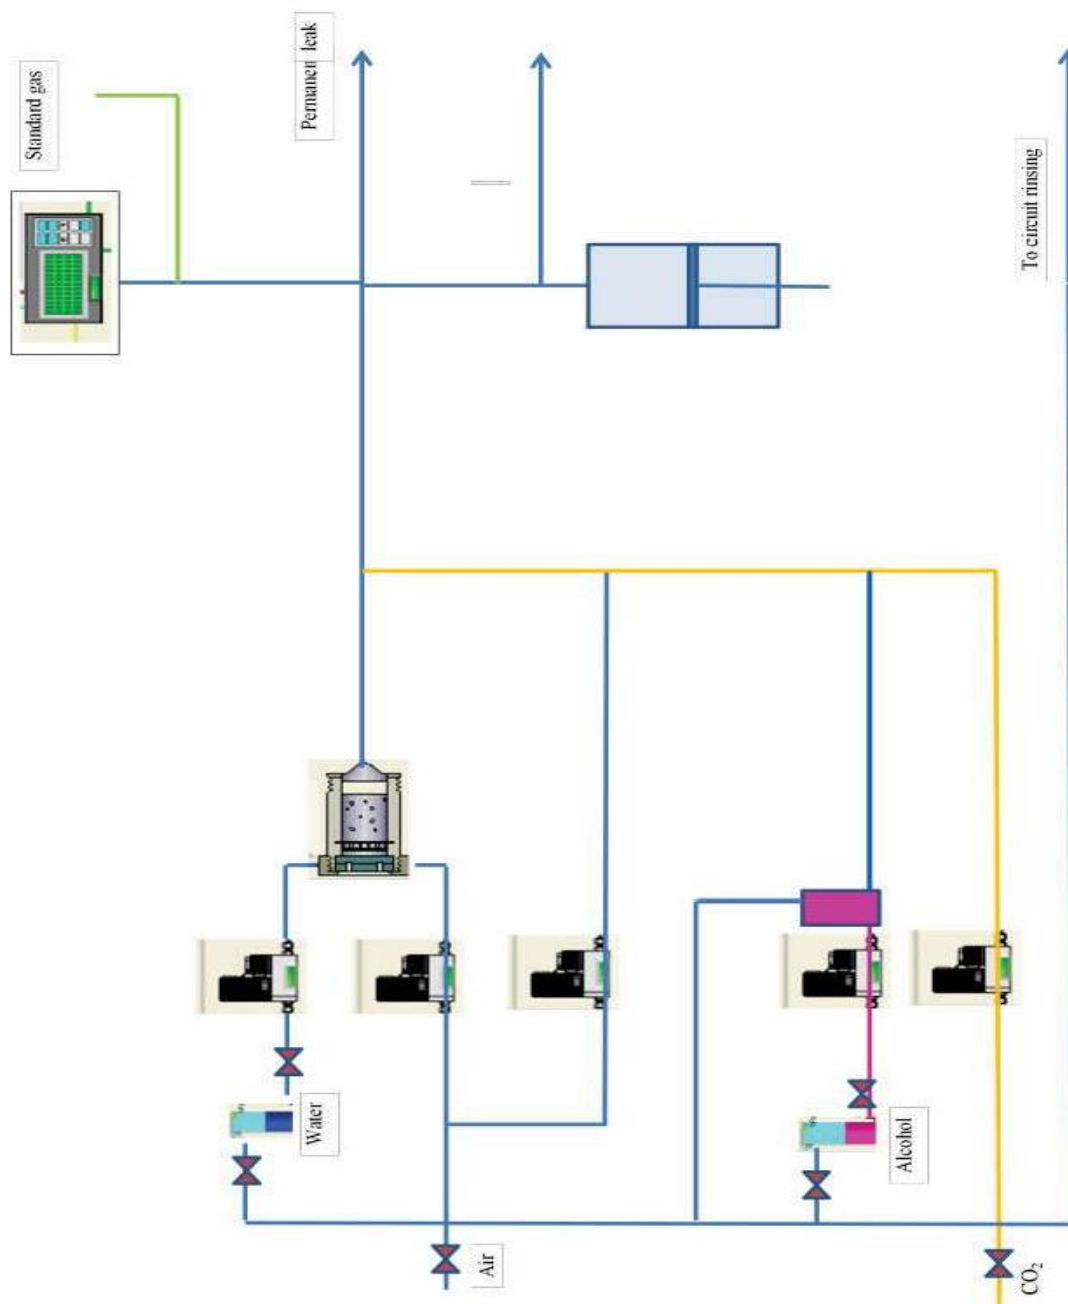 Standard gas
Permanen leak
To circuit rinsing
Water
Air
Alcohol
CO₂